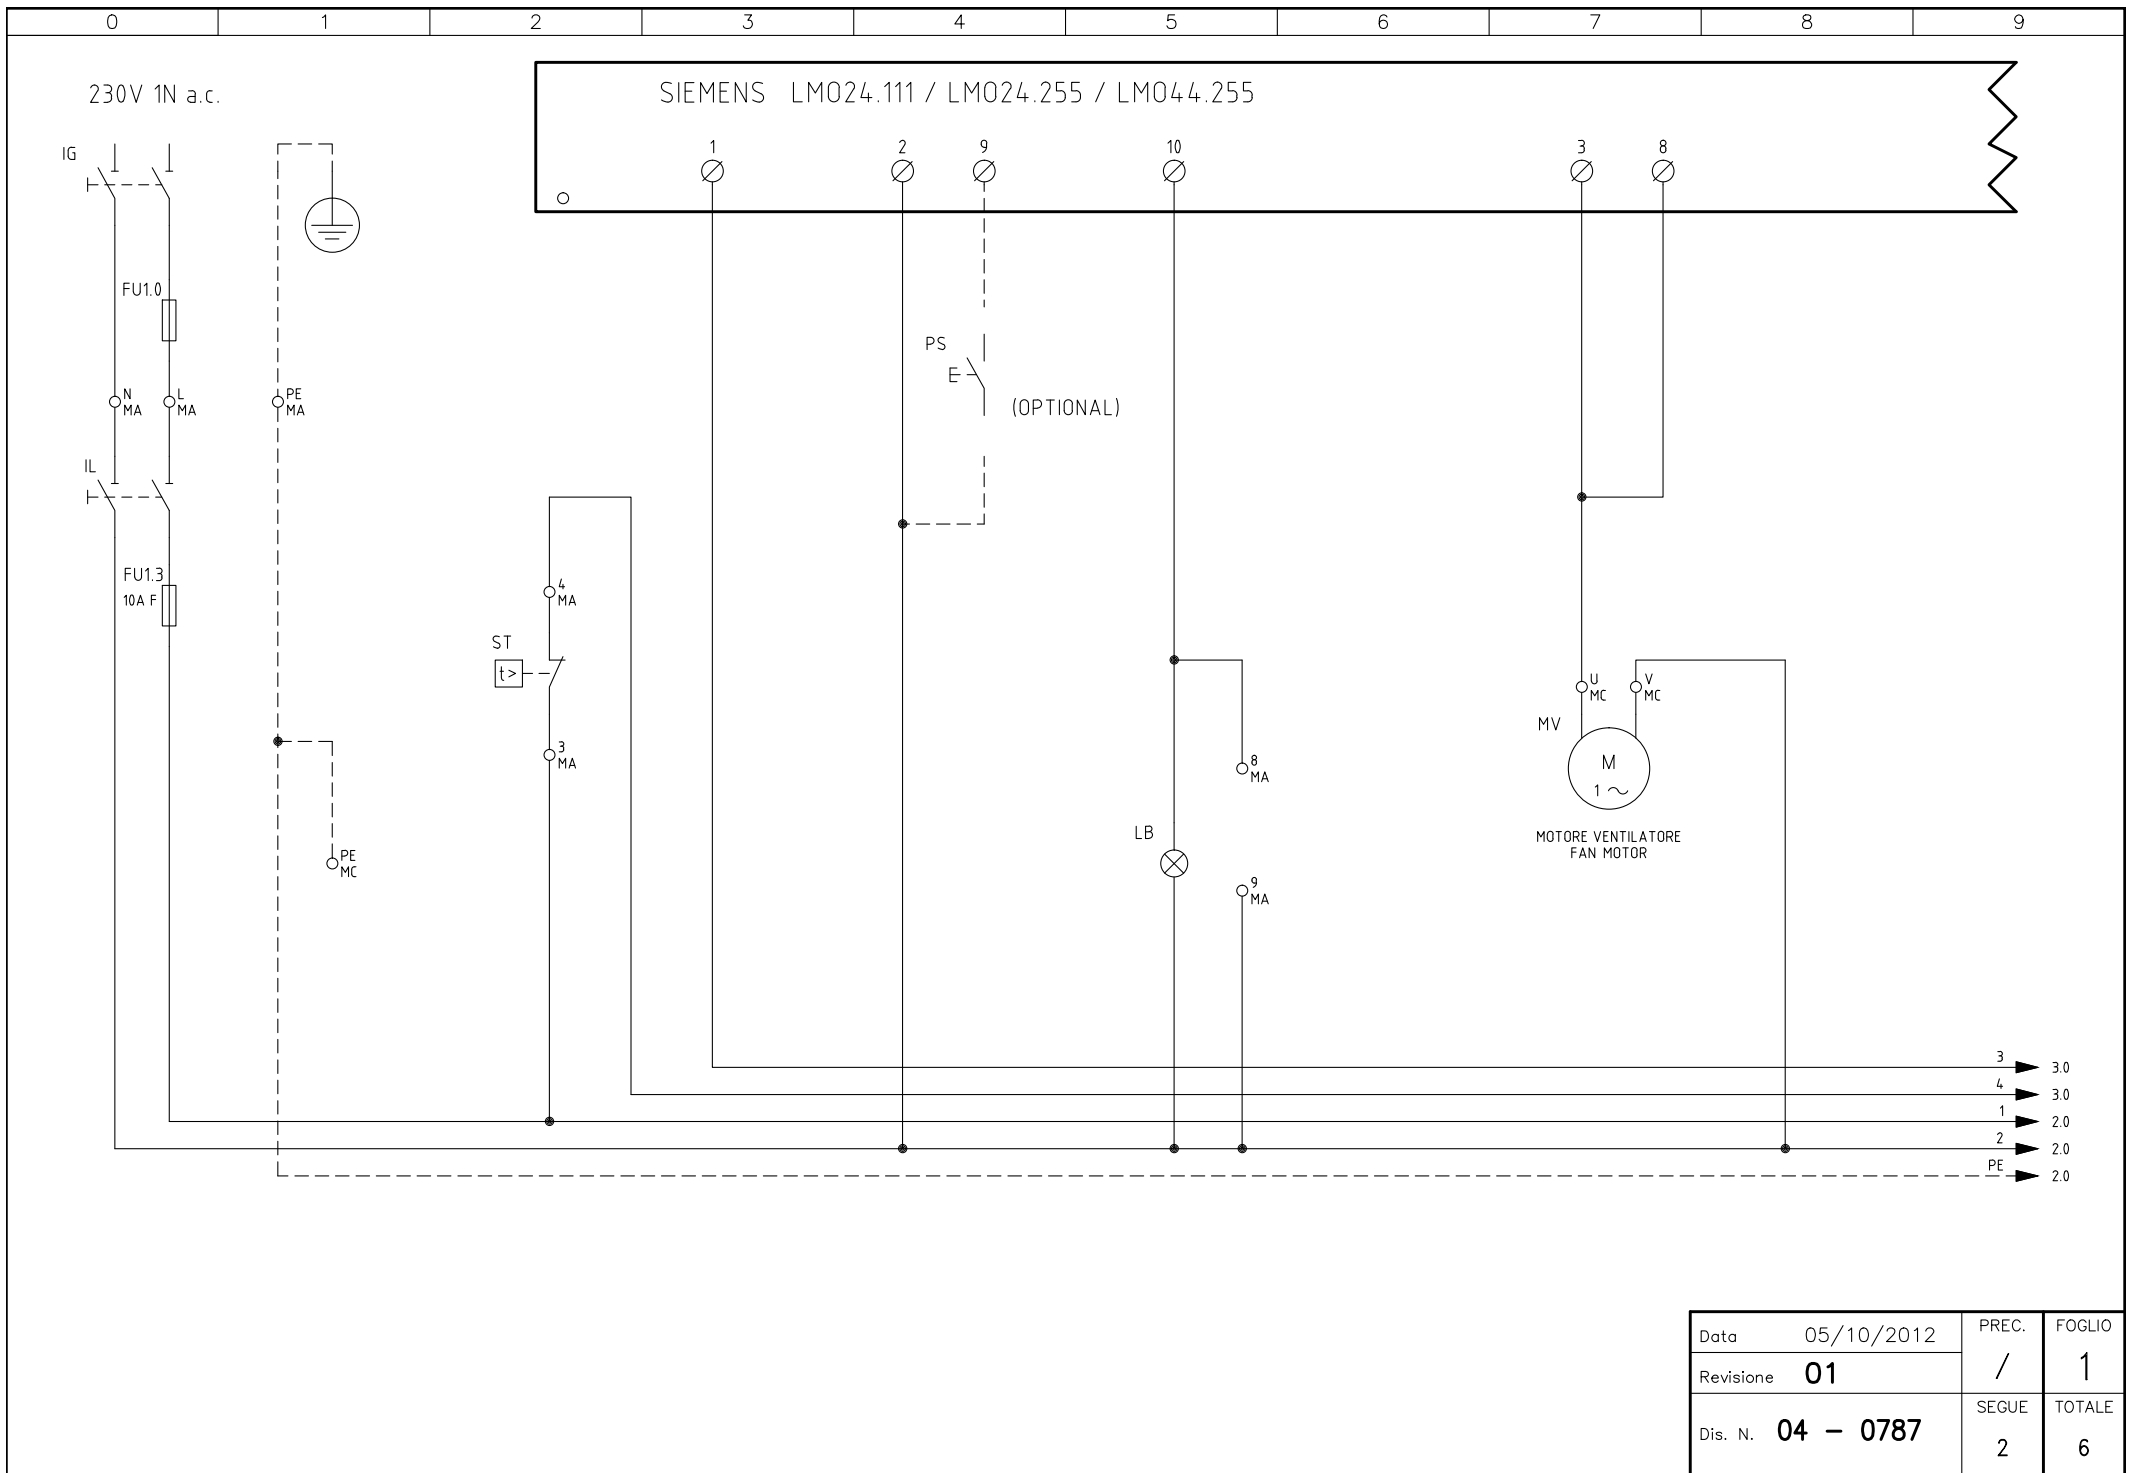 0 1 2 3 4 5 6 7 8 9
230V 1N a.c.
SIEMENS LMO24.111 / LMO24.255 / LMO44.255
1 2 9 10 3 8
IG
FU1.0
PS
(OPTIONAL)
N
MA
L
MA
PE
MA
IL
FU1.3
10A F
4
MA
ST
t>
3
MA
U
MC
V
MC
MV
M
1
MOTORE VENTILATORE
FAN MOTOR
8
MA
LB
PE
MC
9
MA
3 3.0
4 3.0
1 2.0
2 2.0
PE 2.0
Data 05/10/2012
Revisione 01
Dis. N. 04 - 0787
PREC.
/
FOGLIO
1
SEGUE
2
TOTALE
6